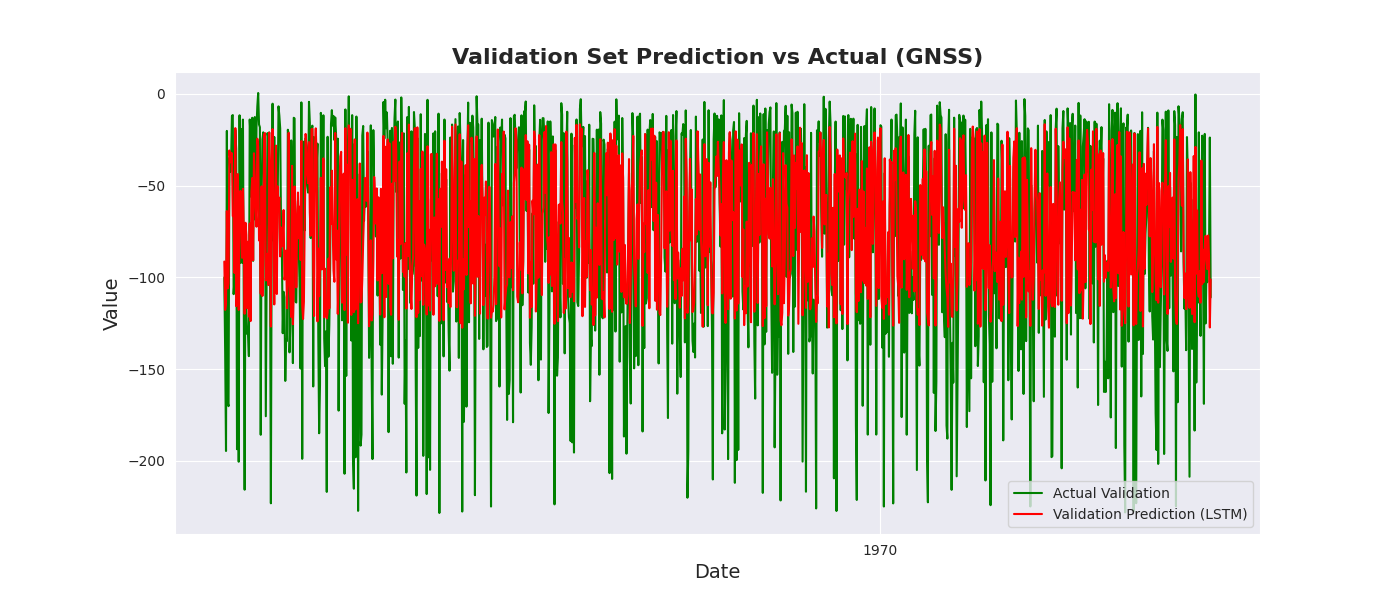 Validation Set Prediction vs Actual (GNSS)
Value
0
−50
−100
−150
−200
Actual Validation
Validation Prediction (LSTM)
1970
Date